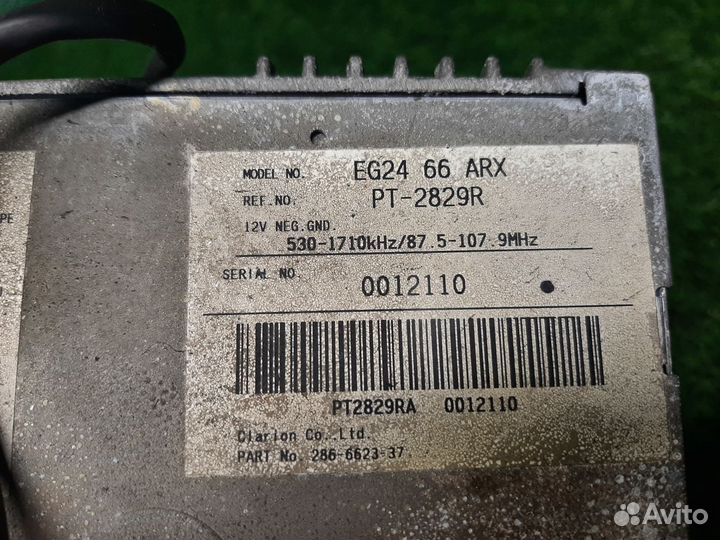 MODEL NO. EG24 66 ARX
REF.NO. PT-2829R
12V NEG.GND.
530-1710kHz/87.5-107.9MHz
SERIAL NO 0012110
PT2829RA 0012110
Clarion Co.,Ltd.
PART No. 286-6623-37
PE
Avito